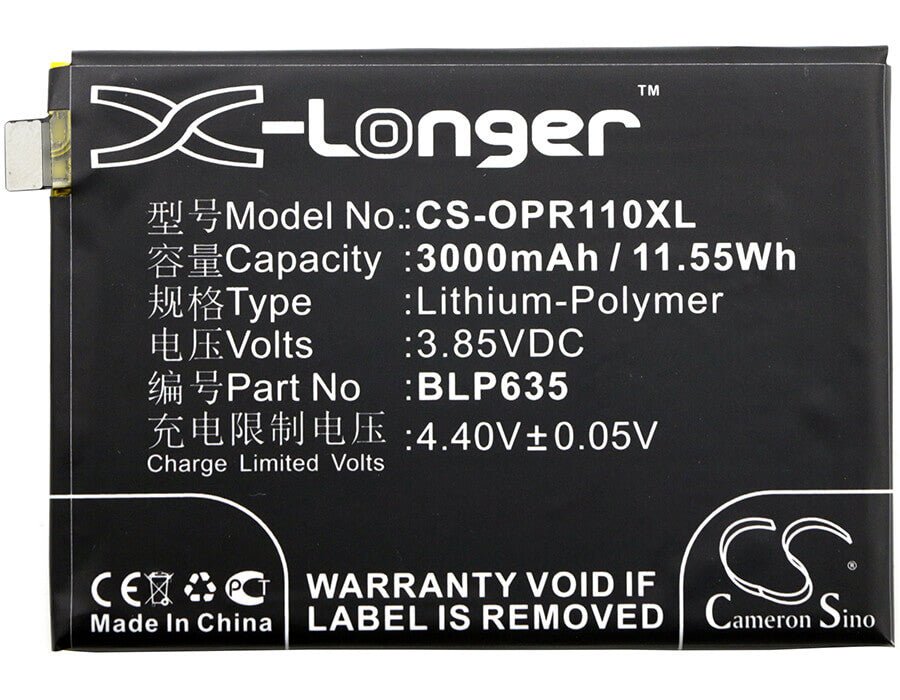 X-Longer™
型号Model No.:CS-OPR110XL
容量Capacity :3000mAh / 11.55Wh
规格Type :Lithium-Polymer
电压Volts :3.85VDC
编号Part No :BLP635
充电限制电压 :4.40V±0.05V
Charge Limited Volts
CE PCT
Made In China
WARRANTY VOID IF
LABEL IS REMOVED
CS®
Cameron Sino